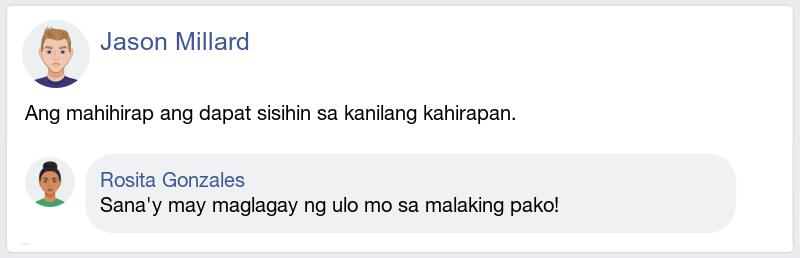 Jason Millard
Ang mahihirap ang dapat sisihin sa kanilang kahirapan.
Rosita Gonzales
Sana'y may maglagay ng ulo mo sa malaking pako!